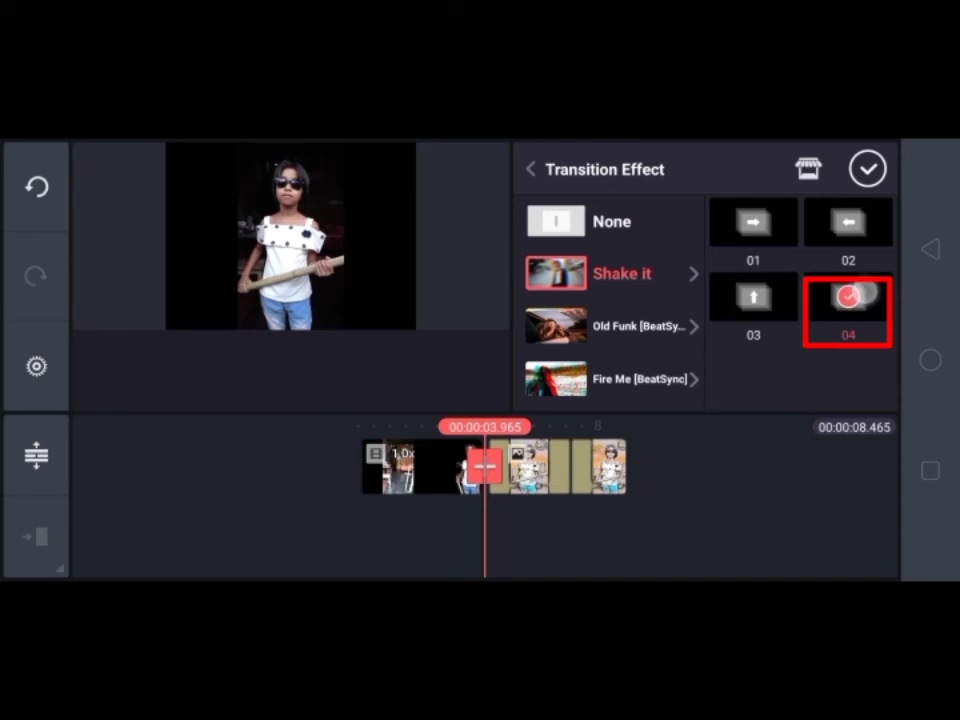 Transition Effect
None
Shake it
Old Funk [BeatSy...
Fire Me [BeatSync]
01
02
03
04
00:00:03.965
8
00:00:08.465
1.0x